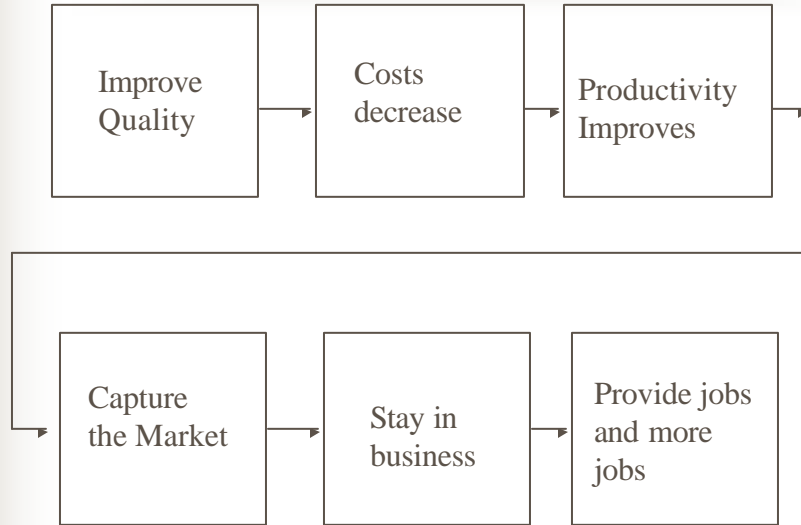 Improve
Quality
Costs
decrease
Productivity
Improves
Capture
the Market
Stay in
business
Provide jobs
and more
jobs